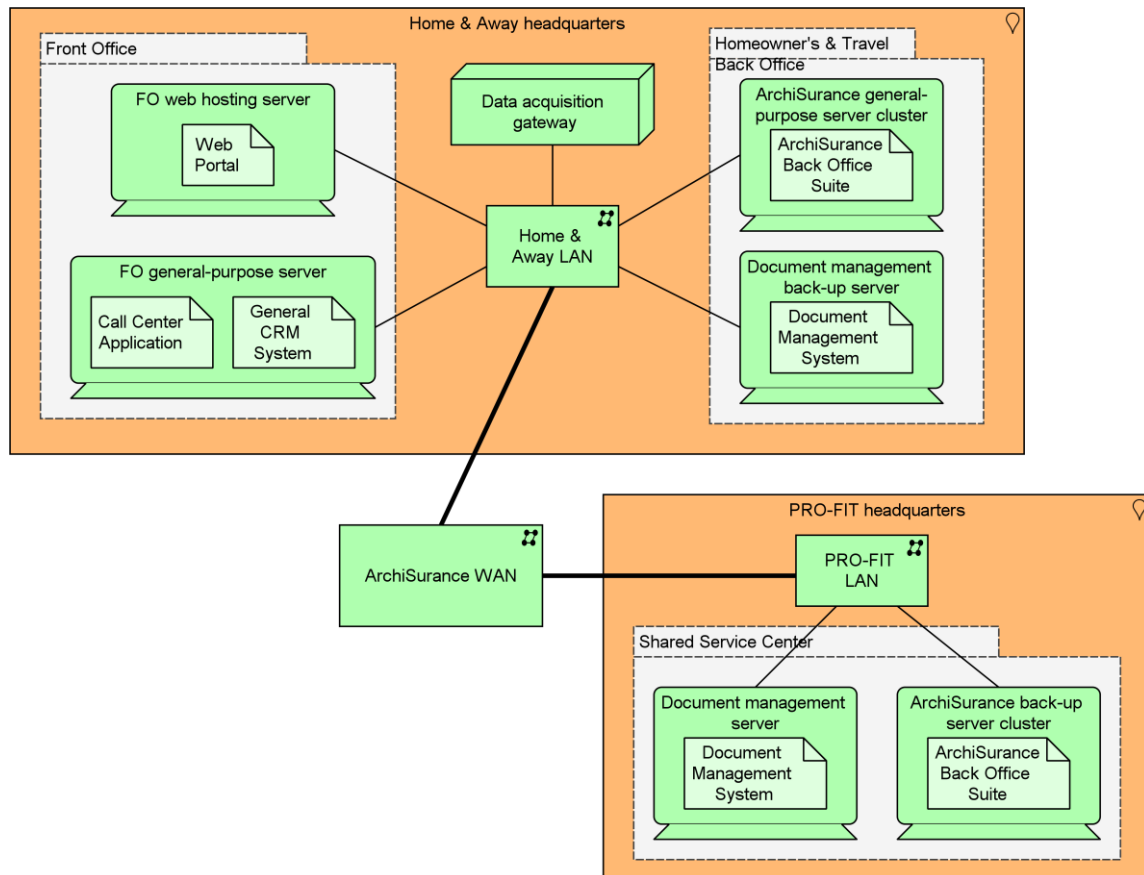 Home & Away headquarters
Front Office
FO web hosting server
Web
Portal
FO general-purpose server
Call Center
Application
General
CRM
System
Data acquisition
gateway
Home &
Away LAN
Homeowner's & Travel
Back Office
ArchiSurance general-
purpose server cluster
ArchiSurance
Back Office
Suite
Document management
back-up server
Document
Management
System
ArchiSurance WAN
PRO-FIT headquarters
PRO-FIT
LAN
Shared Service Center
Document management
server
Document
Management
System
ArchiSurance back-up
server cluster
ArchiSurance
Back Office
Suite